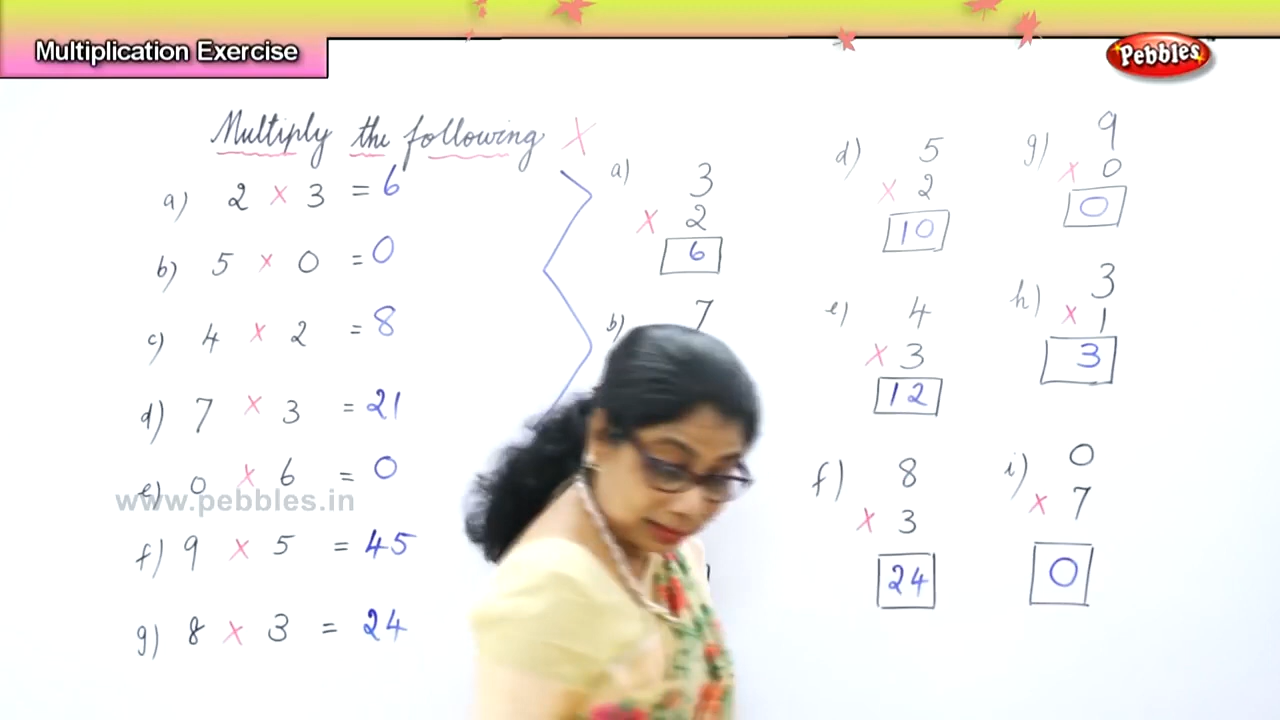 Multiplication Exercise
Pebbles
Multiply the following X
a) 2 x 3 = 6
b) 5 x 0 = 0
c) 4 x 2 = 8
d) 7 x 3 = 21
e) 0 x 6 = 0
www.pebbles.in
f) 9 x 5 = 45
g) 8 x 3 = 24
a) 3
x 2
6
b) 7
d) 5
x 2
10
e) 4
x 3
12
f) 8
x 3
24
g) 9
x 0
0
h) 3
x 1
3
i) 0
x 7
0